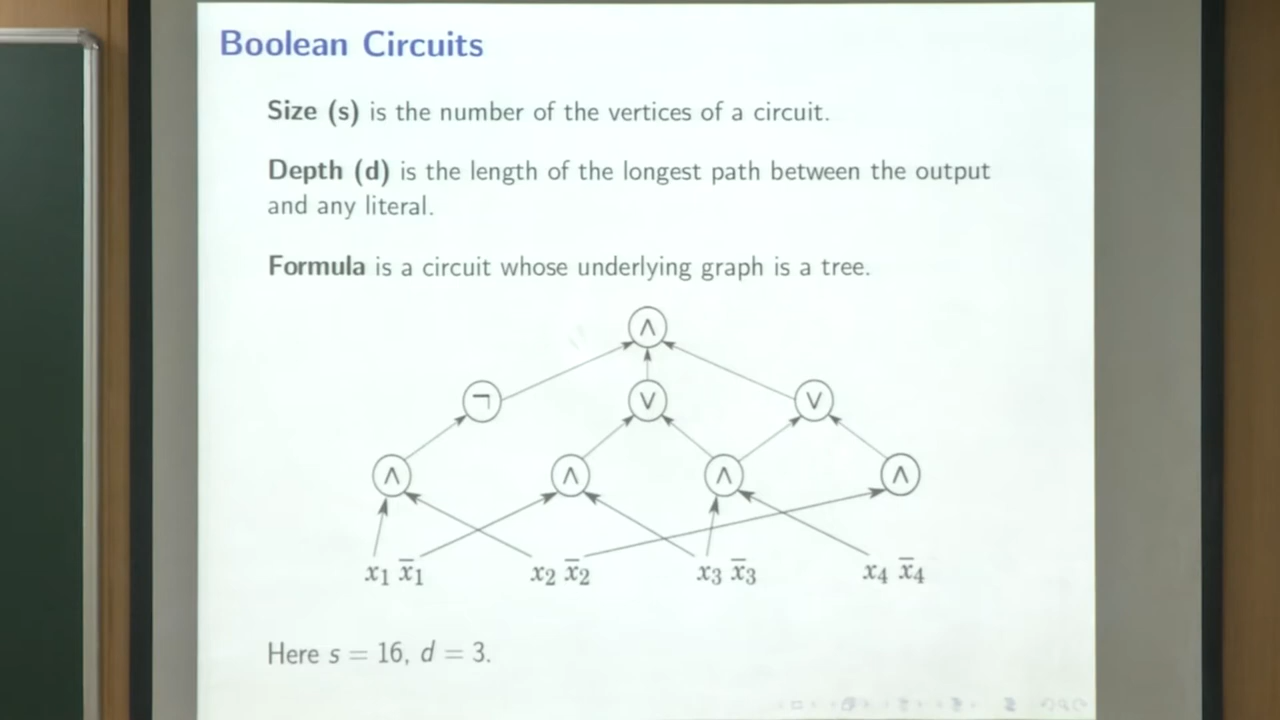 Boolean Circuits
Size (s) is the number of the vertices of a circuit.
Depth (d) is the length of the longest path between the output
and any literal.
Formula is a circuit whose underlying graph is a tree.
∧
¬ ∨ ∨
∧ ∧ ∧ ∧
x₁ x̅₁ x₂ x̅₂ x₃ x̅₃ x₄ x̅₄
Here s = 16, d = 3.